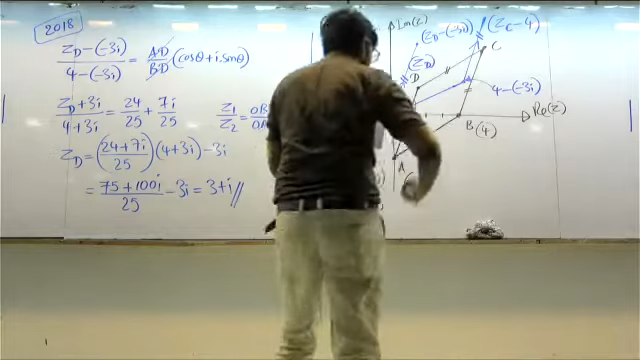 2018
(Z_D-(-3i))/(4-(-3i)) = AD/BD (cosθ+i.sinθ)
(Z_D+3i)/(4+3i) = 24/25 + 7i/25
Z_D = ((24+7i)/25)(4+3i)-3i
= (75+100i)/25 -3i = 3+i//
Z_1/Z_2 =
Im(z)
(Z_D-(-3i))
(Z_C-4)
(Z_D)
D
C
4-(-3i)
Re(z)
B (4)
A